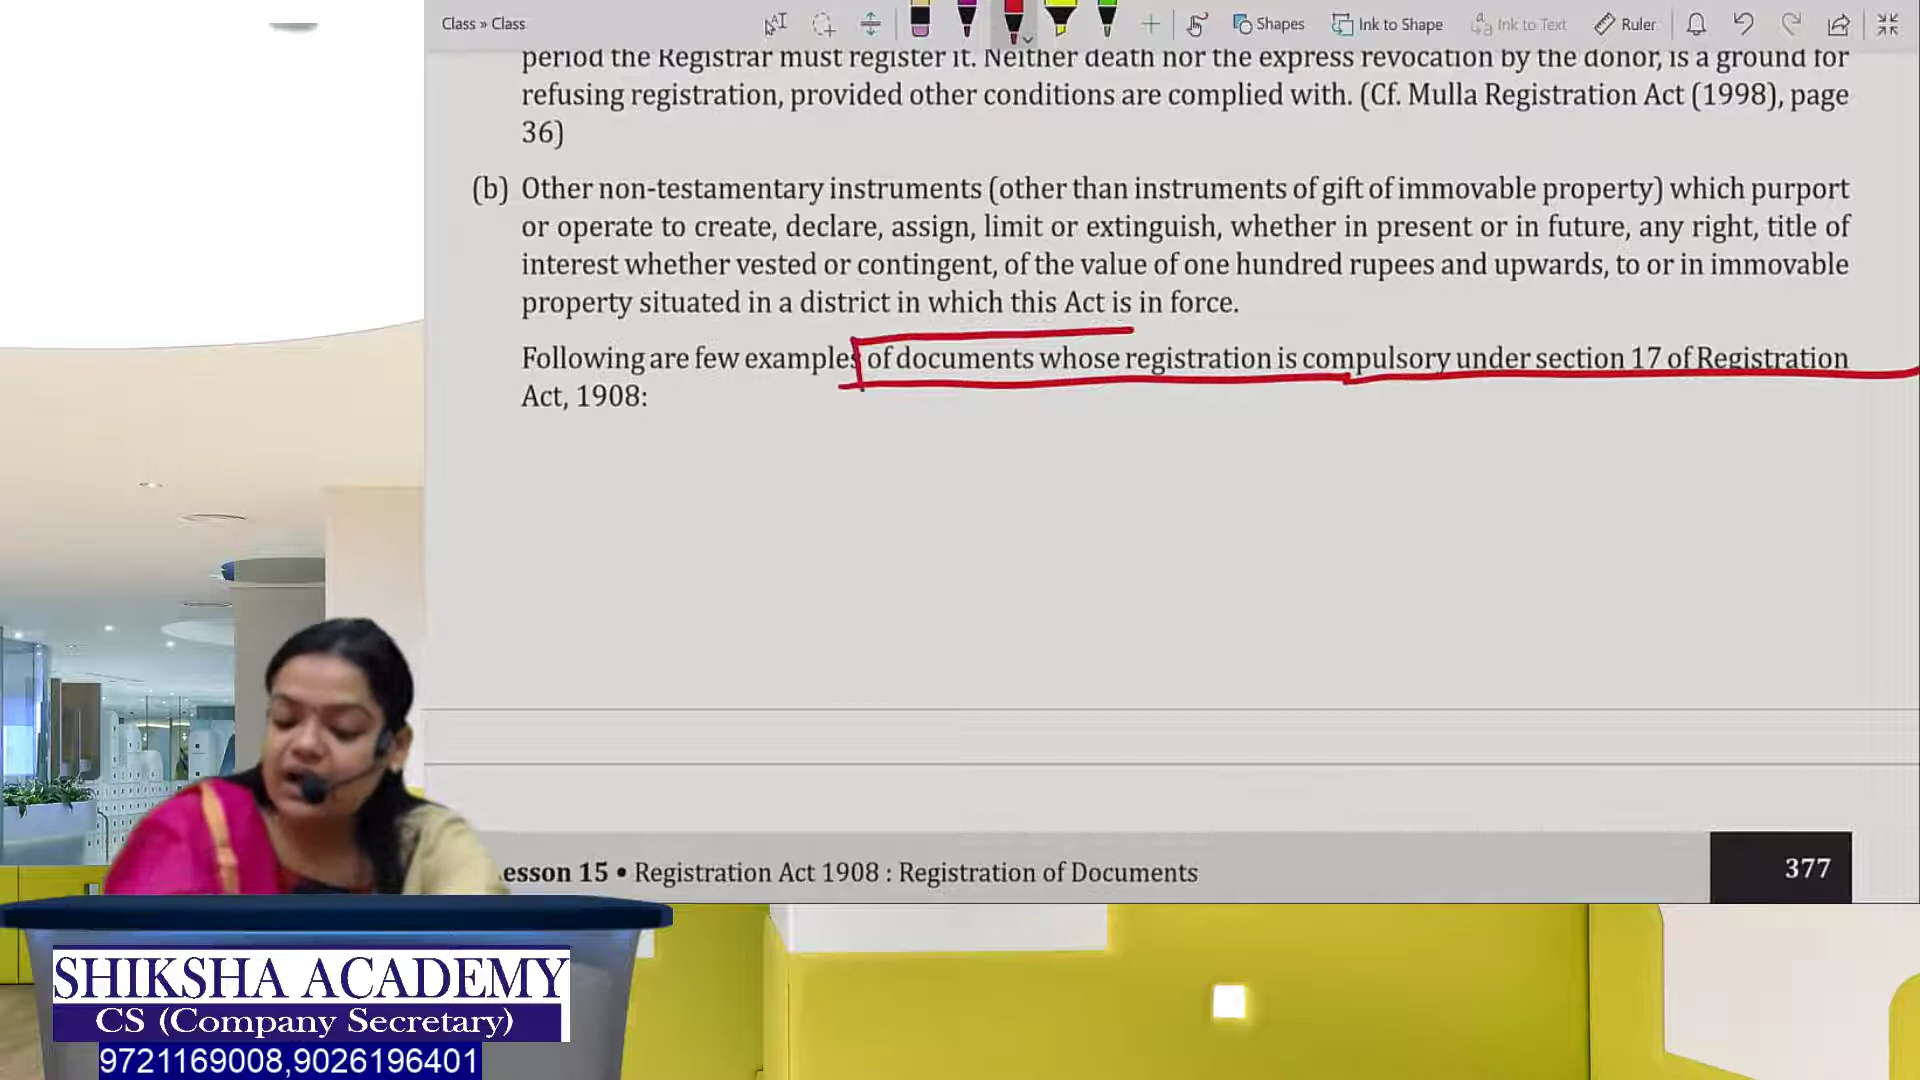 Class » Class
Shapes
Ink to Shape
Ink to Text
Ruler
period the Registrar must register it. Neither death nor the express revocation by the donor, is a ground for
refusing registration, provided other conditions are complied with. (Cf. Mulla Registration Act (1998), page
36)
(b) Other non-testamentary instruments (other than instruments of gift of immovable property) which purport
or operate to create, declare, assign, limit or extinguish, whether in present or in future, any right, title of
interest whether vested or contingent, of the value of one hundred rupees and upwards, to or in immovable
property situated in a district in which this Act is in force.
Following are few examples of documents whose registration is compulsory under section 17 of Registration
Act, 1908:
esson 15 • Registration Act 1908 : Registration of Documents
377
SHIKSHA ACADEMY
CS (Company Secretary)
9721169008,9026196401